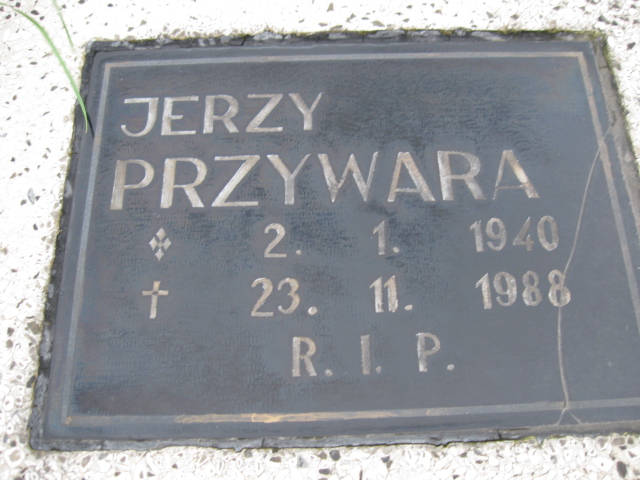 JERZY
PRZYWARA
2. 1. 1940
✝ 23. 11. 1988
R. I. P.